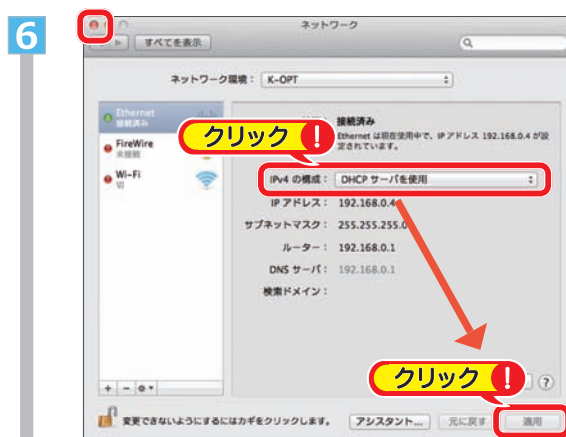 6
ネットワーク
すべてを表示
ネットワーク環境： K-OPT
Ethernet
接続済み
FireWire
未接続
Wi-Fi
切
接続済み
Ethernet は現在使用中で、IP アドレス 192.168.0.4 が設
定されています。
クリック !
IPv4 の構成： DHCP サーバを使用
IP アドレス： 192.168.0.4
サブネットマスク： 255.255.255.0
ルーター： 192.168.0.1
DNS サーバ： 192.168.0.1
検索ドメイン：
クリック !
?
+ −
変更できないようにするにはカギをクリックします。
アシスタント... 元に戻す 適用